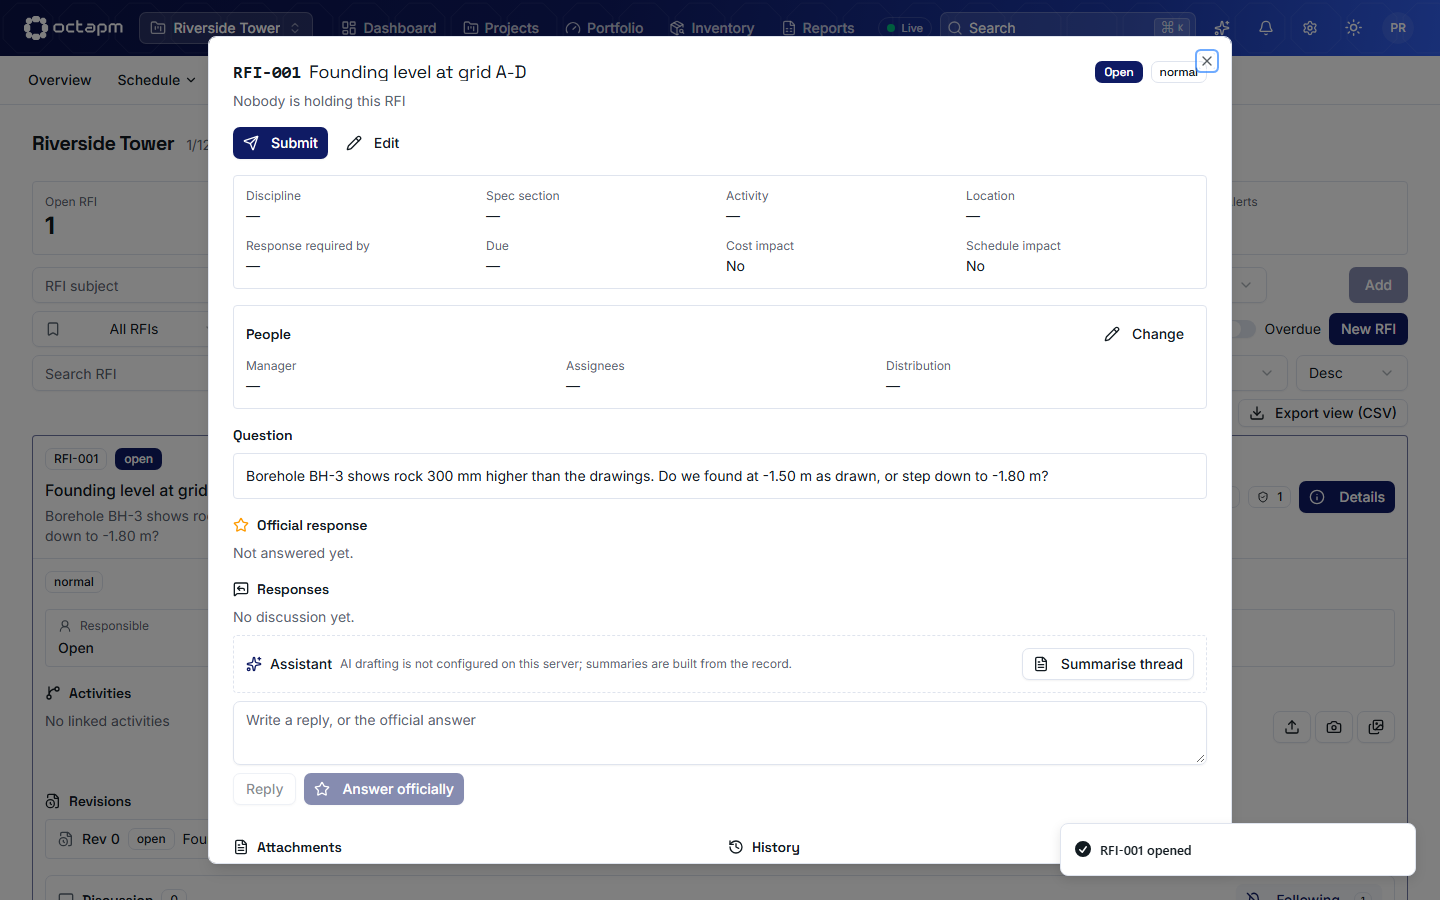 octapm
Riverside Tower
Dashboard
Projects
Portfolio
Inventory
Reports
Live
Search
⌘ K
PR
Overview
Schedule
Riverside Tower 1/12
Open RFI
1
RFI subject
All RFIs
Search RFI
Add
Overdue
New RFI
Desc
Export view (CSV)
RFI-001 open
Founding level at grid
Borehole BH-3 shows
down to -1.80 m?
1
Details
normal
Responsible
Open
Activities
No linked activities
Revisions
Rev 0 open
Discussion 0
Following 1
RFI-001 Founding level at grid A-D
Open
normal
Nobody is holding this RFI
Submit
Edit
Discipline
—
Spec section
—
Activity
—
Location
—
Response required by
—
Due
—
Cost impact
No
Schedule impact
No
People
Change
Manager
—
Assignees
—
Distribution
—
Question
Borehole BH-3 shows rock 300 mm higher than the drawings. Do we found at -1.50 m as drawn, or step down to -1.80 m?
Official response
Not answered yet.
Responses
No discussion yet.
Assistant AI drafting is not configured on this server; summaries are built from the record.
Summarise thread
Write a reply, or the official answer
Reply
Answer officially
Attachments
History
RFI-001 opened